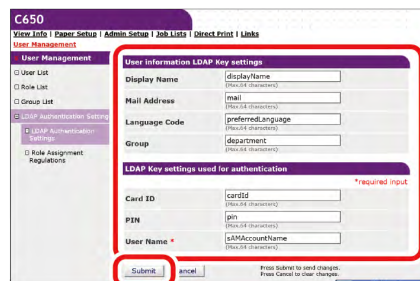 C650
View Info | Paper Setup | Admin Setup | Job Lists | Direct Print | Links
User Management
User Management
User List
Role List
Group List
LDAP Authentication Setting
LDAP Authentication Settings
Role Assignment Regulations
User information LDAP Key settings
Display Name displayName
(Max.64 characters)
Mail Address mail
(Max.64 characters)
Language Code preferredLanguage
(Max.64 characters)
Group department
(Max.64 characters)
LDAP Key settings used for authentication
*required input
Card ID cardId
(Max.64 characters)
PIN pin
(Max.64 characters)
User Name * sAMAccountName
(Max.64 characters)
Submit ancel
Press Submit to send changes.
Press Cancel to clear changes.